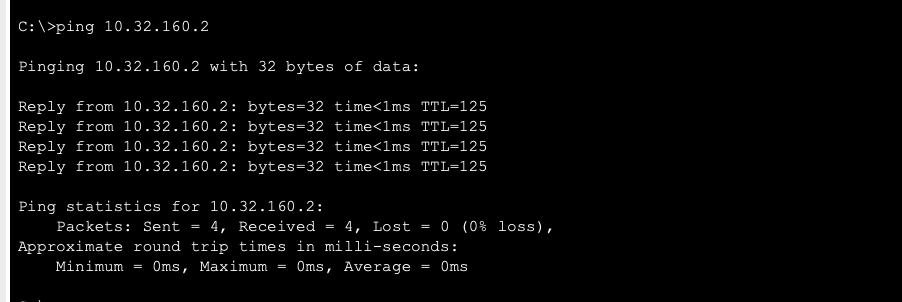 C:\>ping 10.32.160.2
Pinging 10.32.160.2 with 32 bytes of data:
Reply from 10.32.160.2: bytes=32 time<1ms TTL=125
Reply from 10.32.160.2: bytes=32 time<1ms TTL=125
Reply from 10.32.160.2: bytes=32 time<1ms TTL=125
Reply from 10.32.160.2: bytes=32 time<1ms TTL=125
Ping statistics for 10.32.160.2:
Packets: Sent = 4, Received = 4, Lost = 0 (0% loss),
Approximate round trip times in milli-seconds:
Minimum = 0ms, Maximum = 0ms, Average = 0ms